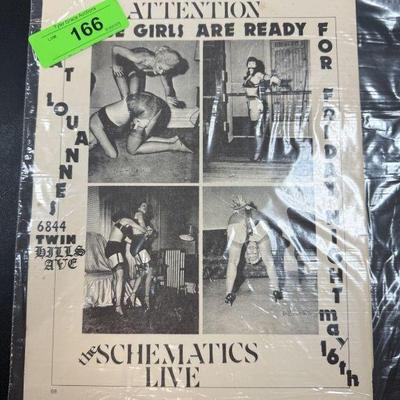 LOT#
166
ATTENTION
GIRLS ARE READY
FOR FRIDAY NIGHT may 16th
AT LOUANNES
6844
TWIN
HILLS
AVE
the SCHEMATICS
LIVE